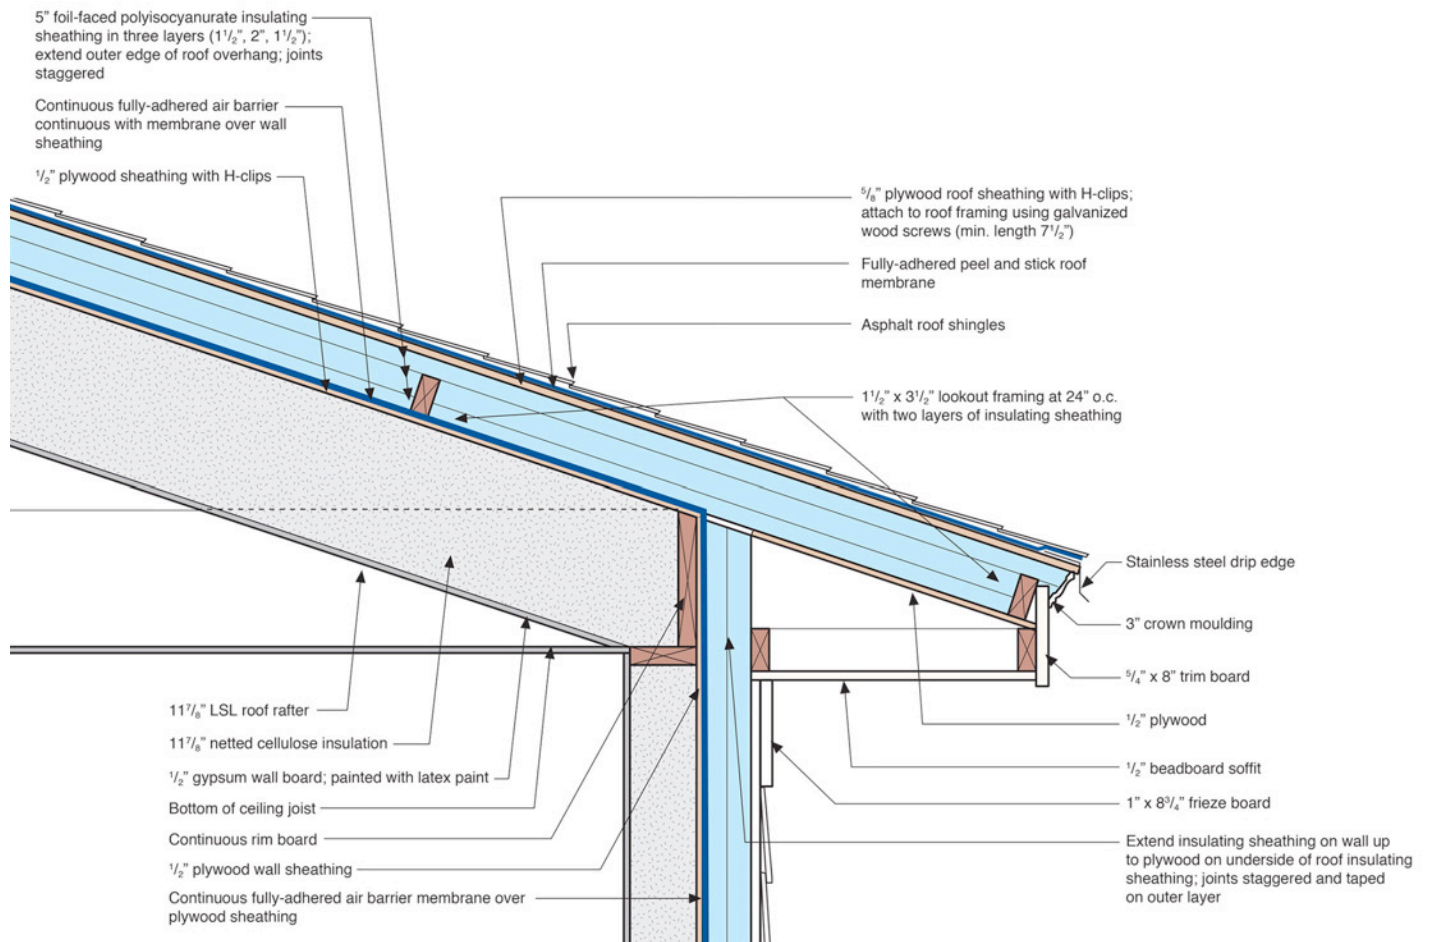 5” foil-faced polyisocyanurate insulating
sheathing in three layers (1¹/₂”, 2”, 1¹/₂”);
extend outer edge of roof overhang; joints
staggered
Continuous fully-adhered air barrier
continuous with membrane over wall
sheathing
¹/₂” plywood sheathing with H-clips
⁵/₈” plywood roof sheathing with H-clips;
attach to roof framing using galvanized
wood screws (min. length 7¹/₂”)
Fully-adhered peel and stick roof
membrane
Asphalt roof shingles
1¹/₂” x 3¹/₂” lookout framing at 24” o.c.
with two layers of insulating sheathing
Stainless steel drip edge
3” crown moulding
⁵/₄” x 8” trim board
¹/₂” plywood
¹/₂” beadboard soffit
1” x 8³/₄” frieze board
Extend insulating sheathing on wall up
to plywood on underside of roof insulating
sheathing; joints staggered and taped
on outer layer
11⁷/₈” LSL roof rafter
11⁷/₈” netted cellulose insulation
¹/₂” gypsum wall board; painted with latex paint
Bottom of ceiling joist
Continuous rim board
¹/₂” plywood wall sheathing
Continuous fully-adhered air barrier membrane over
plywood sheathing